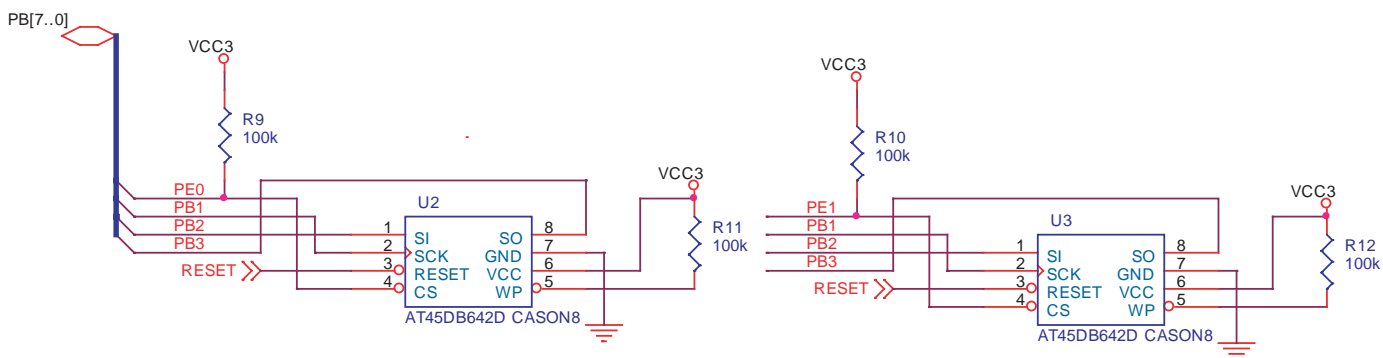 PB[7..0]
VCC3
R9
100k
PE0
PB1
PB2
PB3
RESET
U2
1
2
3
4
SI
SCK
RESET
CS
SO
GND
VCC
WP
8
7
6
5
AT45DB642D CASON8
VCC3
R11
100k
VCC3
R10
100k
PE1
PB1
PB2
PB3
RESET
U3
1
2
3
4
SI
SCK
RESET
CS
SO
GND
VCC
WP
8
7
6
5
AT45DB642D CASON8
VCC3
R12
100k